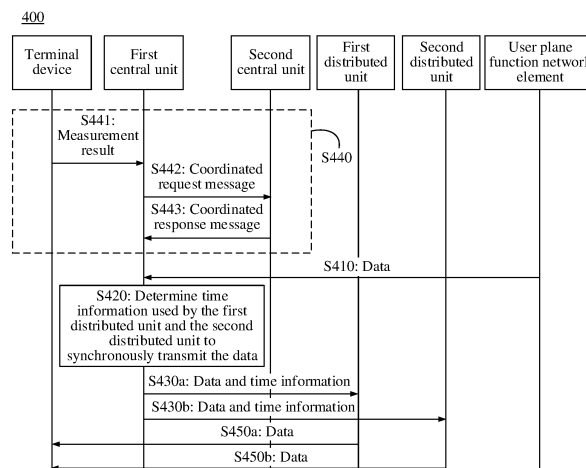 400
Terminal
device
First
central unit
Second
central unit
First
distributed
unit
Second
distributed
unit
User plane
function network
element
S441:
Measurement
result
S440
S442: Coordinated
request message
S443: Coordinated
response message
S410: Data
S420: Determine time
information used by the first
distributed unit and the second
distributed unit to
synchronously transmit the data
S430a: Data and time information
S430b: Data and time information
S450a: Data
S450b: Data